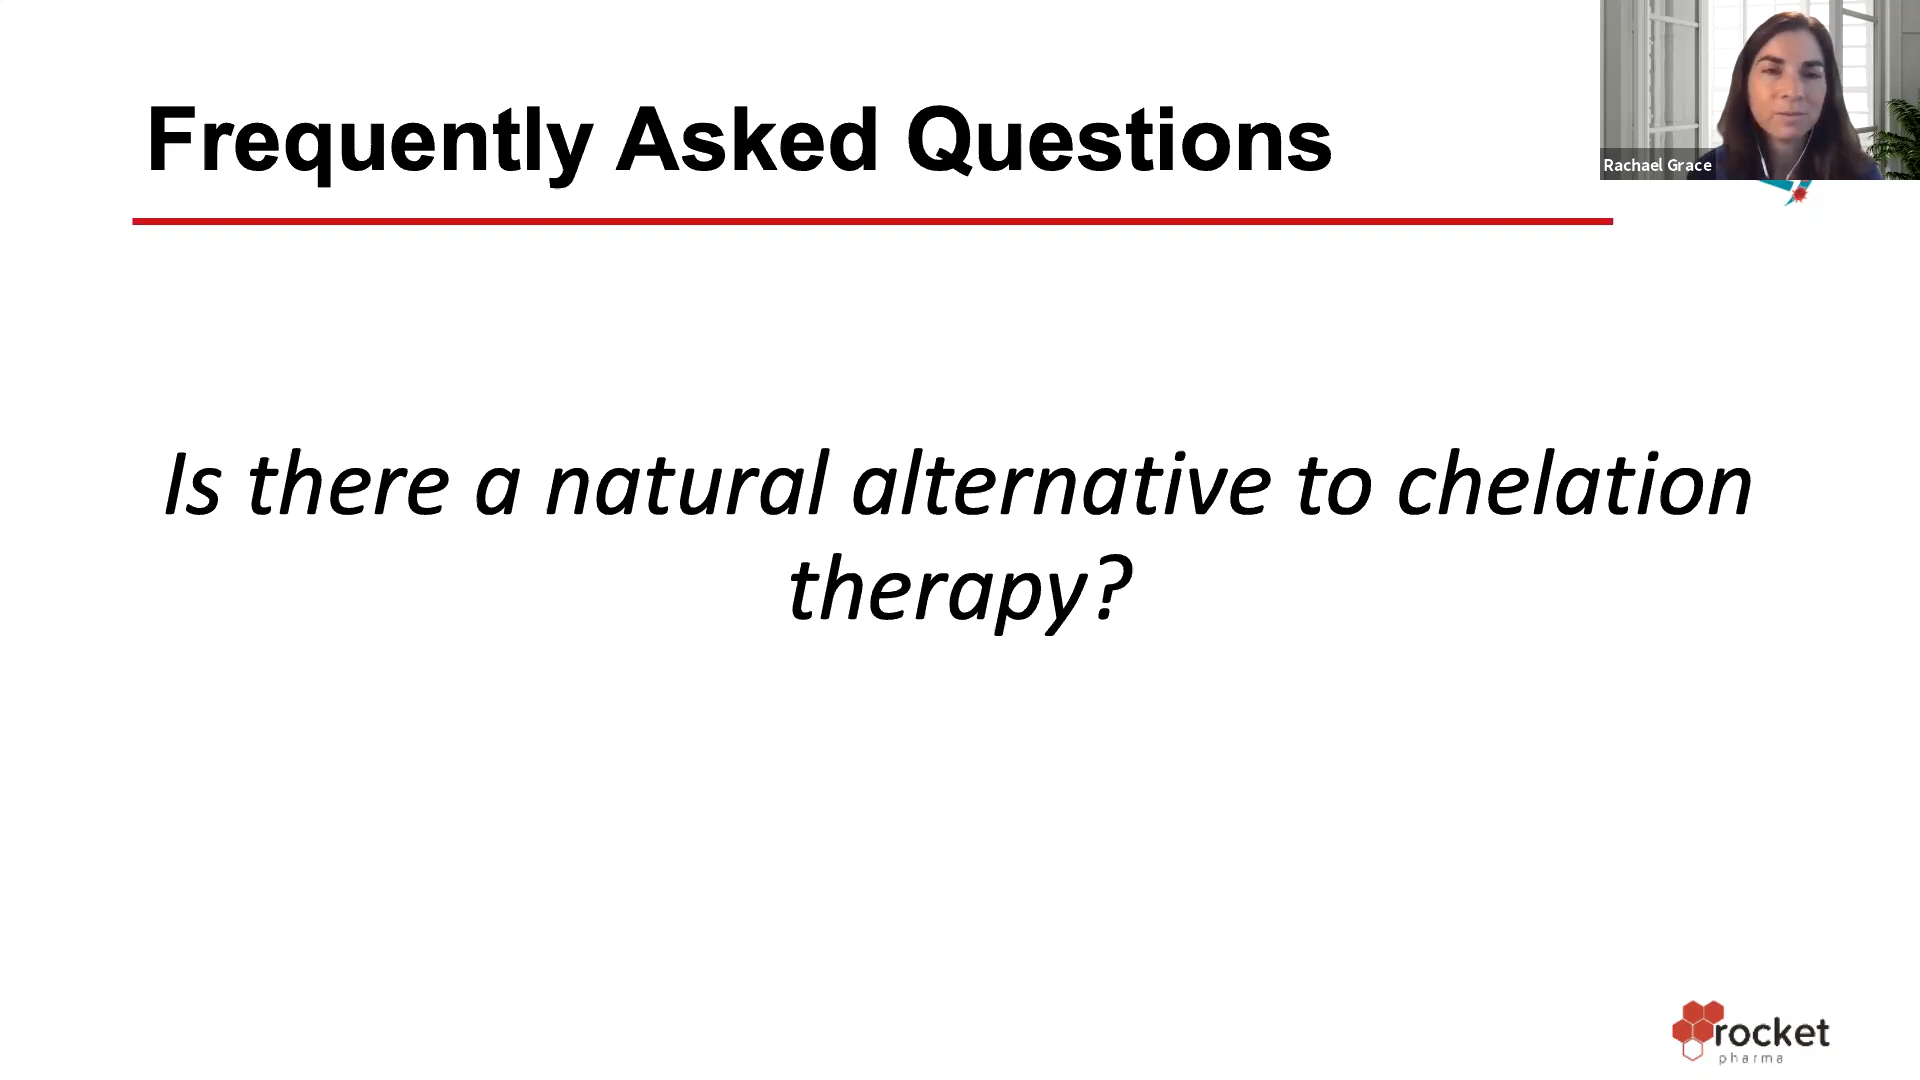 Frequently Asked Questions
Rachael Grace
Is there a natural alternative to chelation
therapy?
rocket
pharma